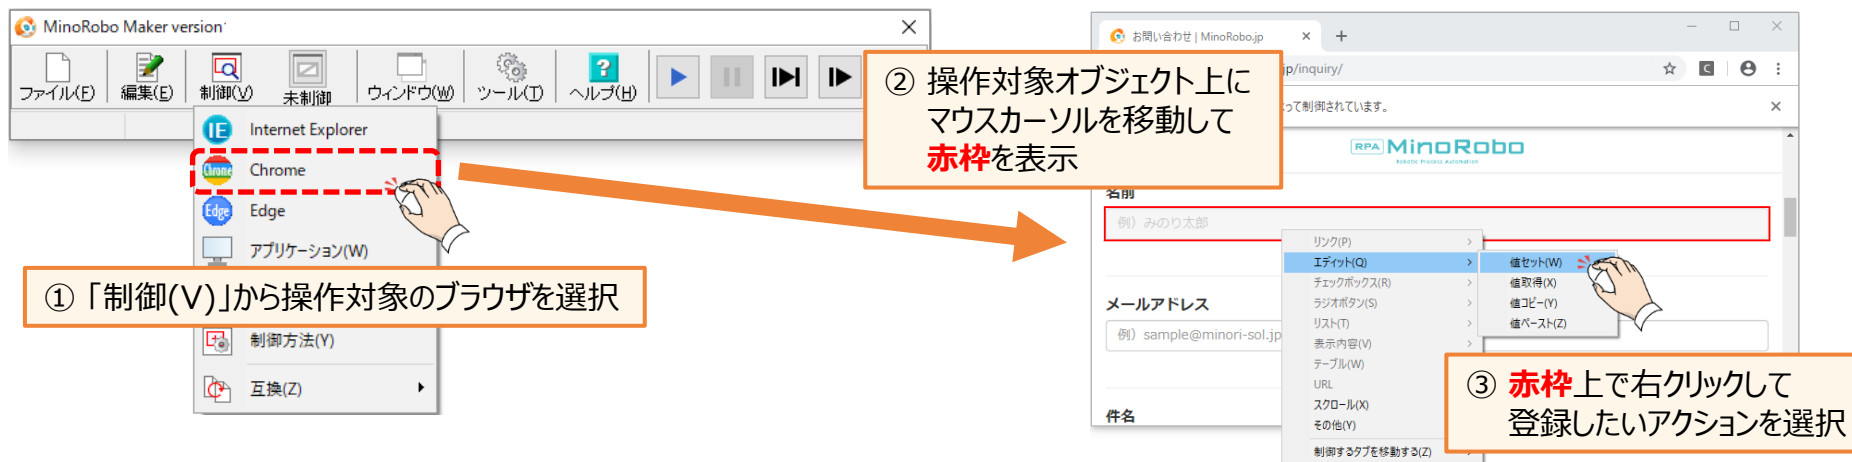 MinoRobo Maker version
ファイル(F) 編集(E) 制御(V) 未制御 ウィンドウ(W) ツール(T) ヘルプ(H)
IE Internet Explorer
Chrome Chrome
Edge Edge
アプリケーション(W)
① 「制御(V)」から操作対象のブラウザを選択
制御方法(Y)
互換(Z)
② 操作対象オブジェクト上に
マウスカーソルを移動して
赤枠を表示
お問い合わせ | MinoRobo.jp
jp/inquiry/
って制御されています。
RPA MinoRobo
Robotic Process Automation
名前
例）みのり太郎
メールアドレス
例）sample@minori-sol.jp
件名
リンク(P)
エディット(Q)
チェックボックス(R)
ラジオボタン(S)
リスト(T)
表示内容(V)
テーブル(W)
URL
スクロール(X)
その他(Y)
制御するタブを移動する(Z)
値セット(W)
値取得(X)
値コピー(Y)
値ペースト(Z)
③ 赤枠上で右クリックして
登録したいアクションを選択